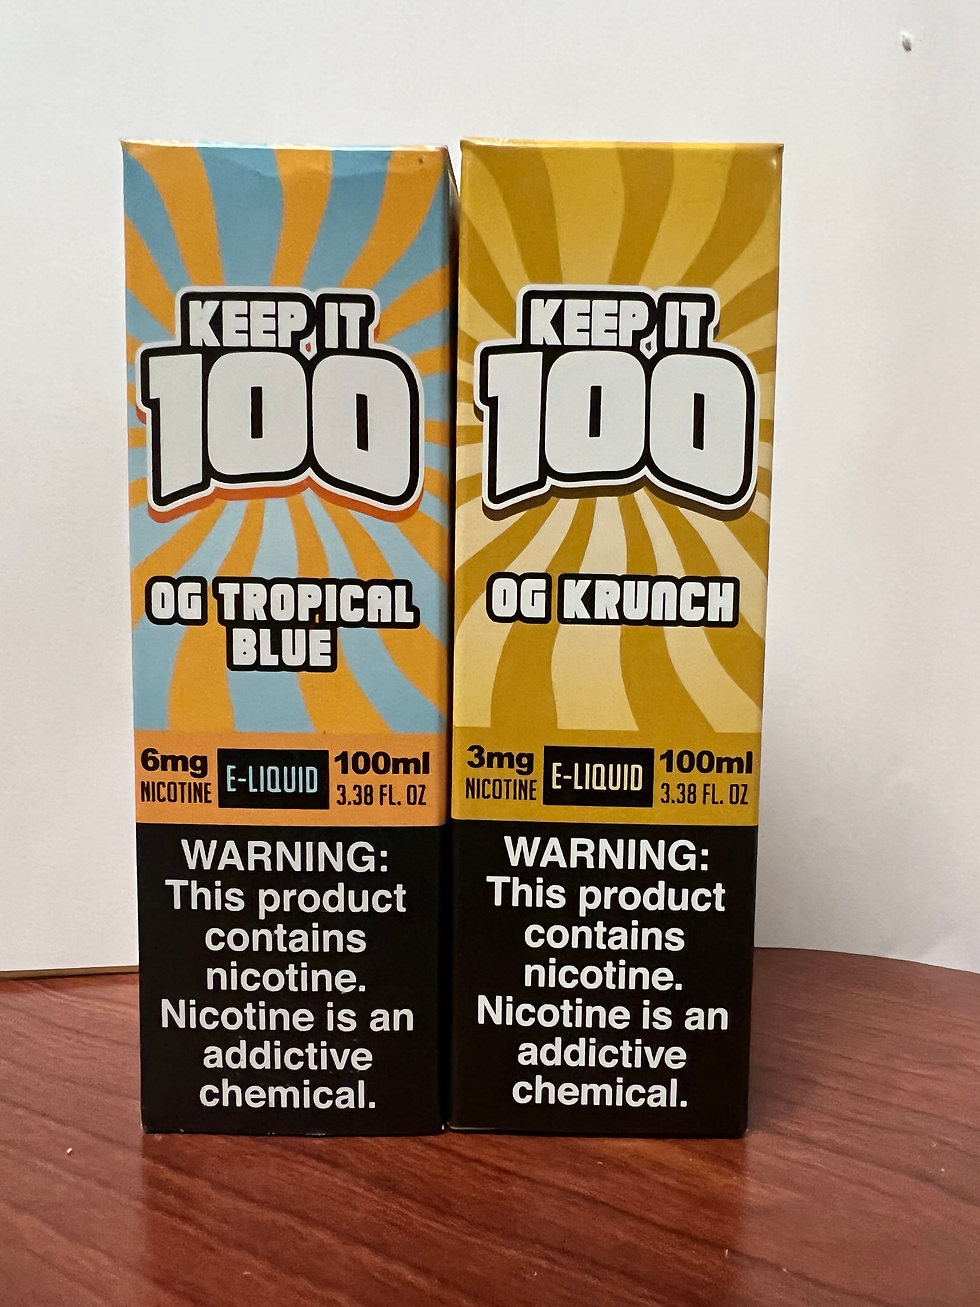 KEEP IT
100
OG TROPICAL
BLUE
6mg
NICOTINE
E-LIQUID
100ml
3.38 FL. OZ
WARNING:
This product
contains
nicotine.
Nicotine is an
addictive
chemical.
KEEP IT
100
OG KRUNCH
3mg
NICOTINE
E-LIQUID
100ml
3.38 FL. OZ
WARNING:
This product
contains
nicotine.
Nicotine is an
addictive
chemical.